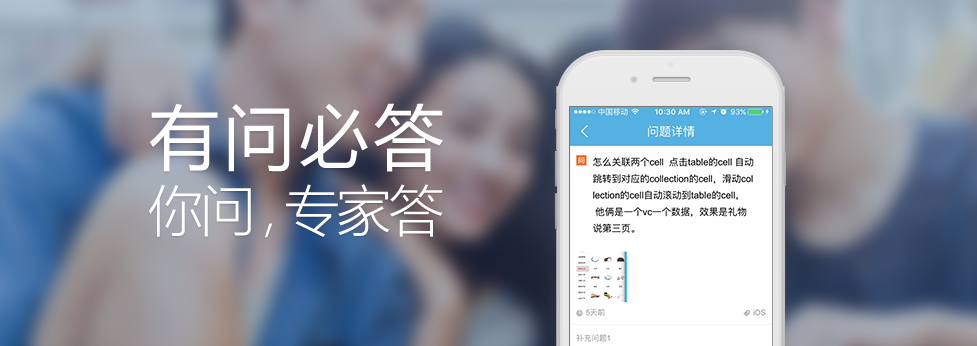 有问必答
你问，专家答
中国移动 10:30 AM 93%
问题详情
问 怎么关联两个cell 点击table的cell 自动
跳转到对应的collection的cell，滑动col
lection的cell自动滚动到table的cell，
他俩是一个vc一个数据，效果是礼物
说第三页。
5天前 iOS
补充问题1